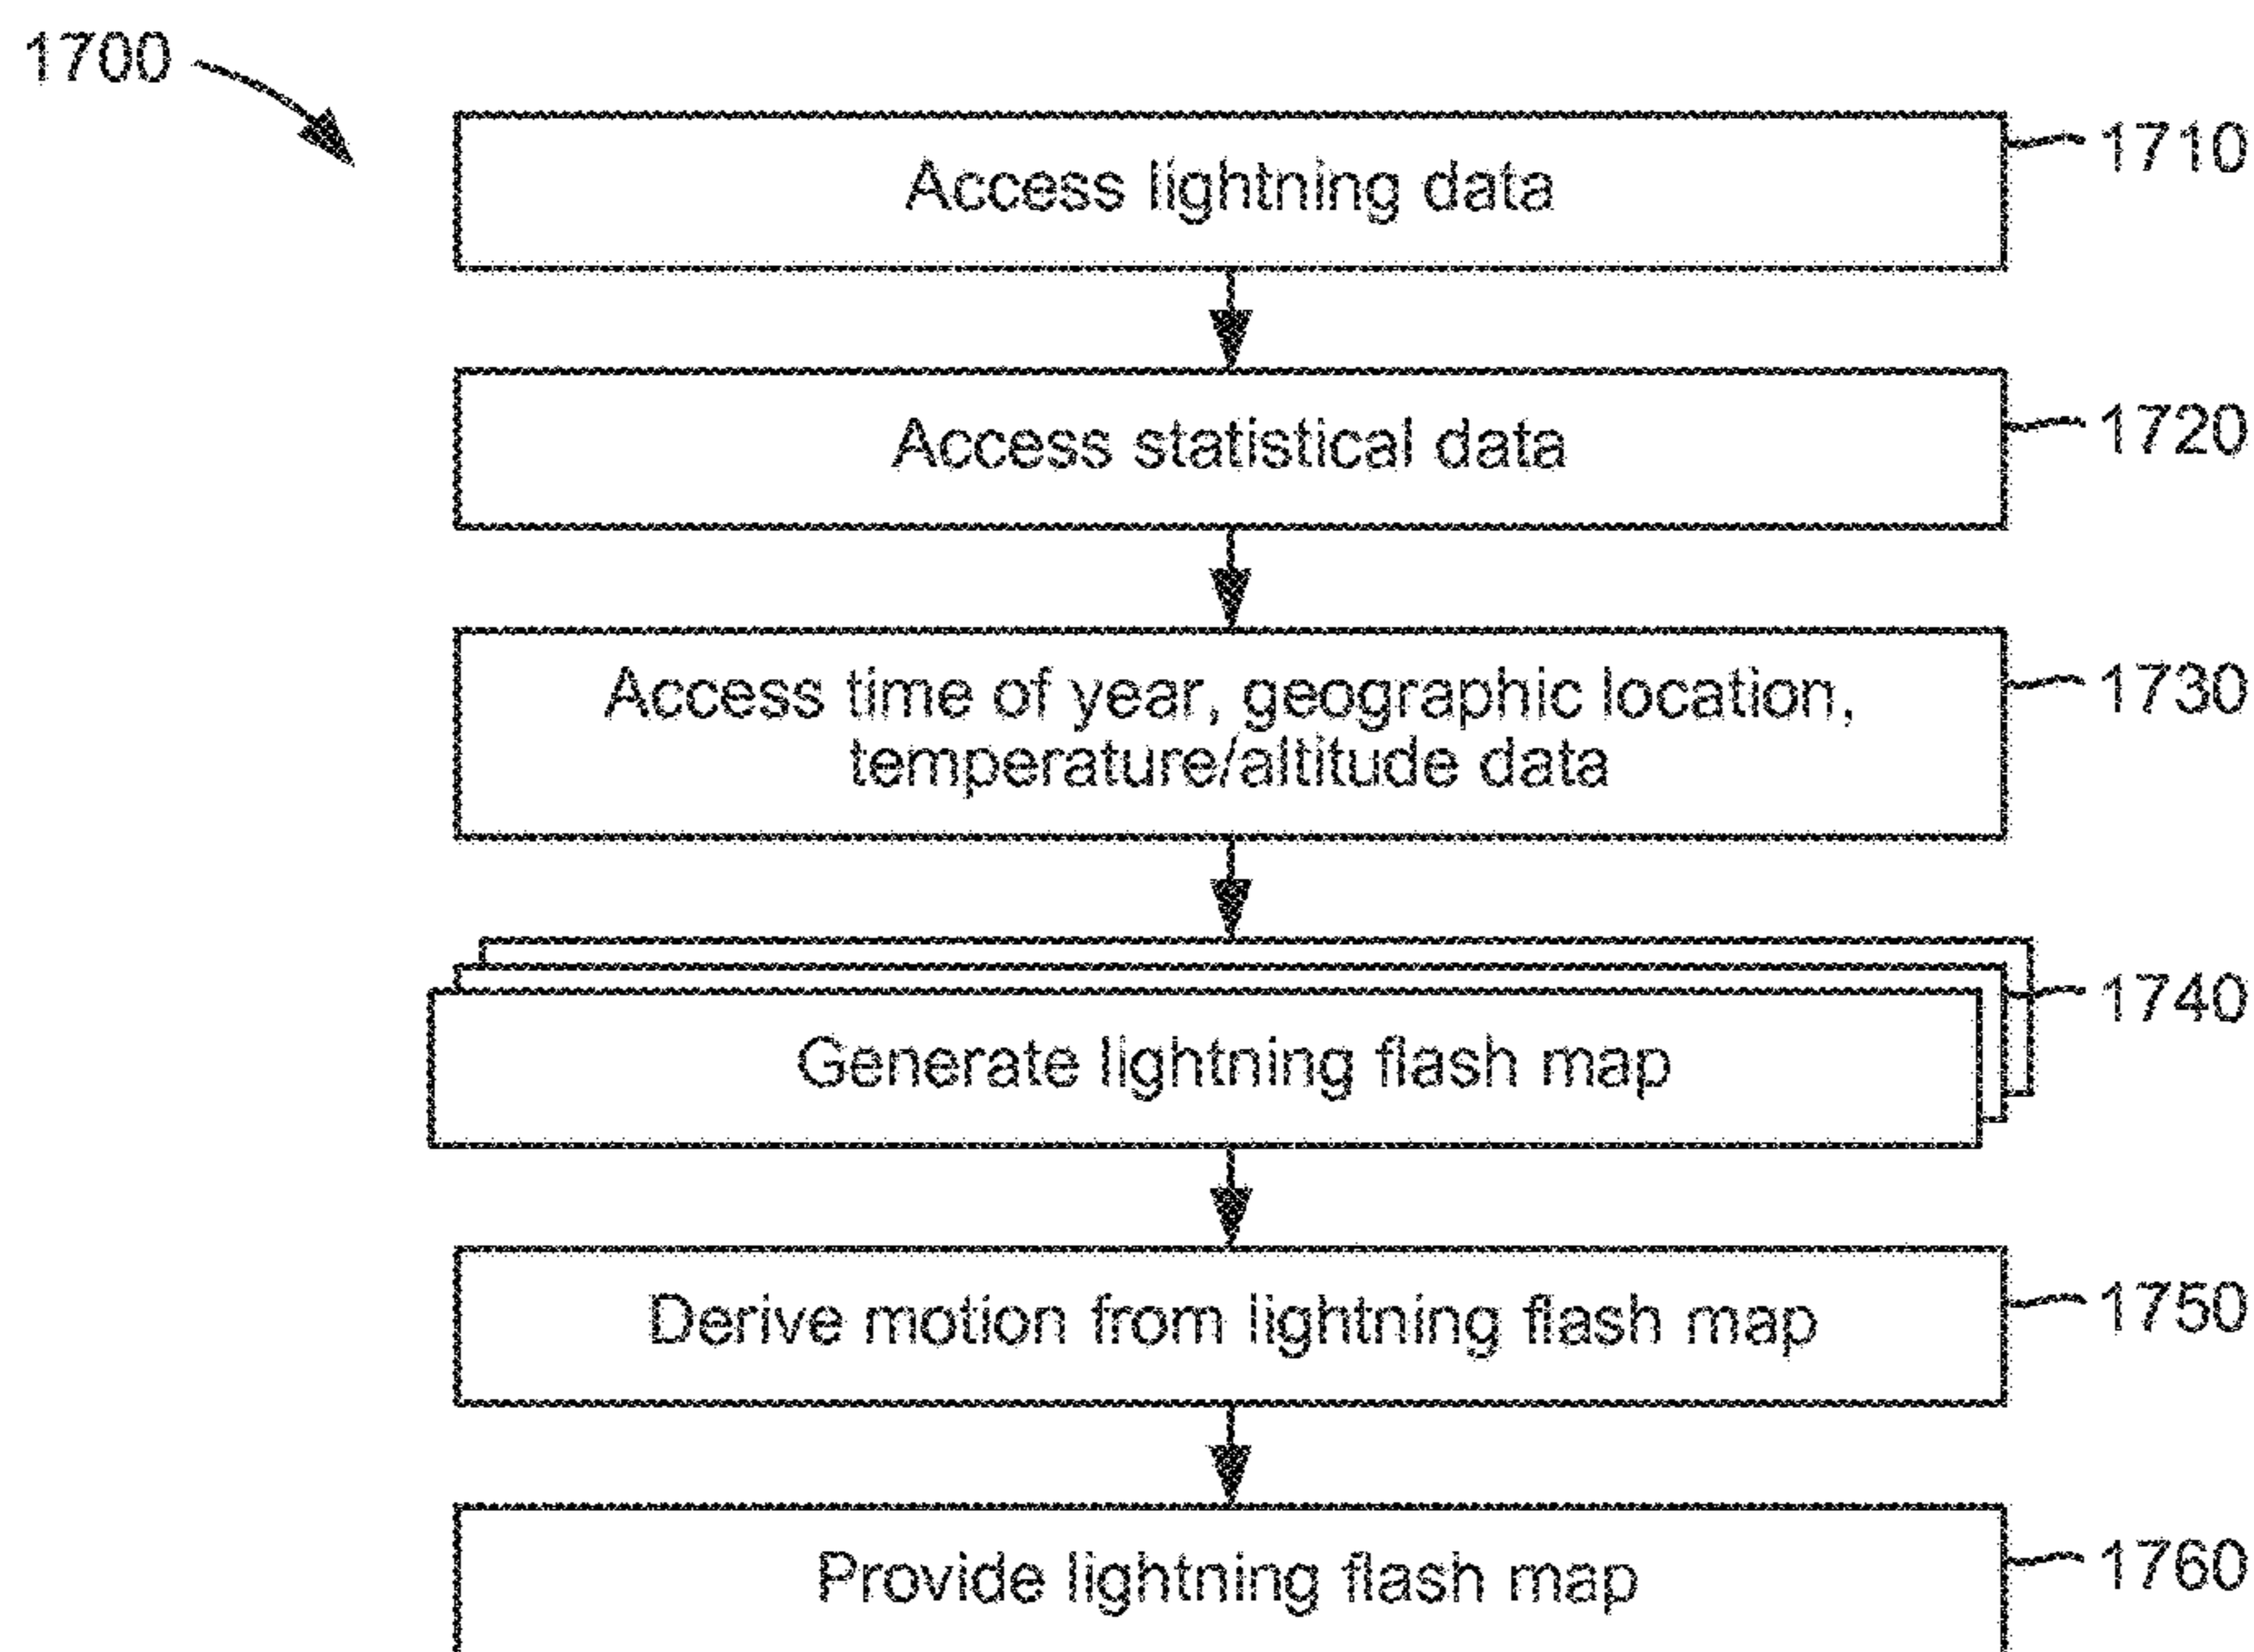 1700
Access lightning data
1710
Access statistical data
1720
Access time of year, geographic location,
temperature/altitude data
1730
Generate lightning flash map
1740
Derive motion from lightning flash map
1750
Provide lightning flash map
1760